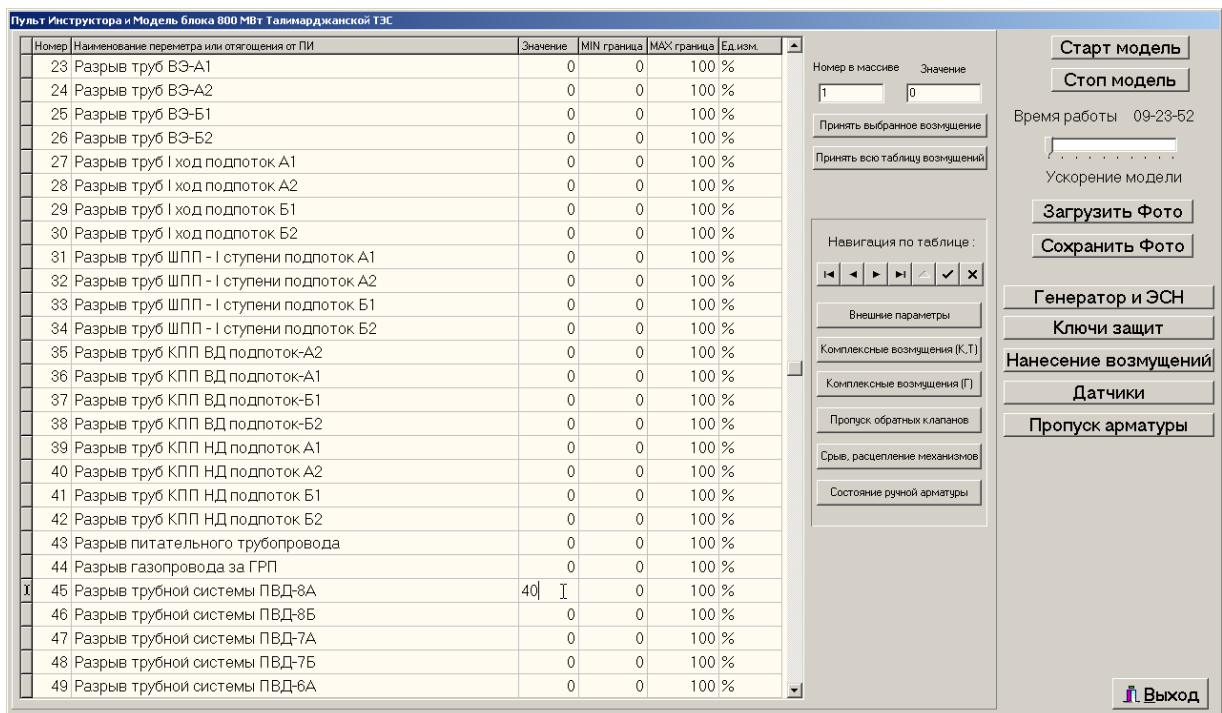 Пульт Инструктора и Модель блока 800 МВт Талимарджанской ТЭС
Номер Наименование переметра или отягощения от ПИ Значение MIN граница MAX граница Ед.изм.
23 Разрыв труб ВЭ-А1 0 0 100 %
24 Разрыв труб ВЭ-А2 0 0 100 %
25 Разрыв труб ВЭ-Б1 0 0 100 %
26 Разрыв труб ВЭ-Б2 0 0 100 %
27 Разрыв труб I ход подпоток А1 0 0 100 %
28 Разрыв труб I ход подпоток А2 0 0 100 %
29 Разрыв труб I ход подпоток Б1 0 0 100 %
30 Разрыв труб I ход подпоток Б2 0 0 100 %
31 Разрыв труб ШПП - I ступени подпоток А1 0 0 100 %
32 Разрыв труб ШПП - I ступени подпоток А2 0 0 100 %
33 Разрыв труб ШПП - I ступени подпоток Б1 0 0 100 %
34 Разрыв труб ШПП - I ступени подпоток Б2 0 0 100 %
35 Разрыв труб КПП ВД подпоток-А2 0 0 100 %
36 Разрыв труб КПП ВД подпоток-А1 0 0 100 %
37 Разрыв труб КПП ВД подпоток-Б1 0 0 100 %
38 Разрыв труб КПП ВД подпоток-Б2 0 0 100 %
39 Разрыв труб КПП НД подпоток А1 0 0 100 %
40 Разрыв труб КПП НД подпоток А2 0 0 100 %
41 Разрыв труб КПП НД подпоток Б1 0 0 100 %
42 Разрыв труб КПП НД подпоток Б2 0 0 100 %
43 Разрыв питательного трубопровода 0 0 100 %
44 Разрыв газопровода за ГРП 0 0 100 %
45 Разрыв трубной системы ПВД-8А 40 0 100 %
46 Разрыв трубной системы ПВД-8Б 0 0 100 %
47 Разрыв трубной системы ПВД-7А 0 0 100 %
48 Разрыв трубной системы ПВД-7Б 0 0 100 %
49 Разрыв трубной системы ПВД-6А 0 0 100 %
Номер в массиве Значение
1 0
Принять выбранное возмущение
Принять всю таблицу возмущений
Навигация по таблице :
Внешние параметры
Комплексные возмущения (К,Т)
Комплексные возмущения (Г)
Пропуск обратных клапанов
Срыв, расцепление механизмов
Состояние ручной арматуры
Старт модель
Стоп модель
Время работы 09-23-52
Ускорение модели
Загрузить Фото
Сохранить Фото
Генератор и ЭСН
Ключи защит
Нанесение возмущений
Датчики
Пропуск арматуры
Выход